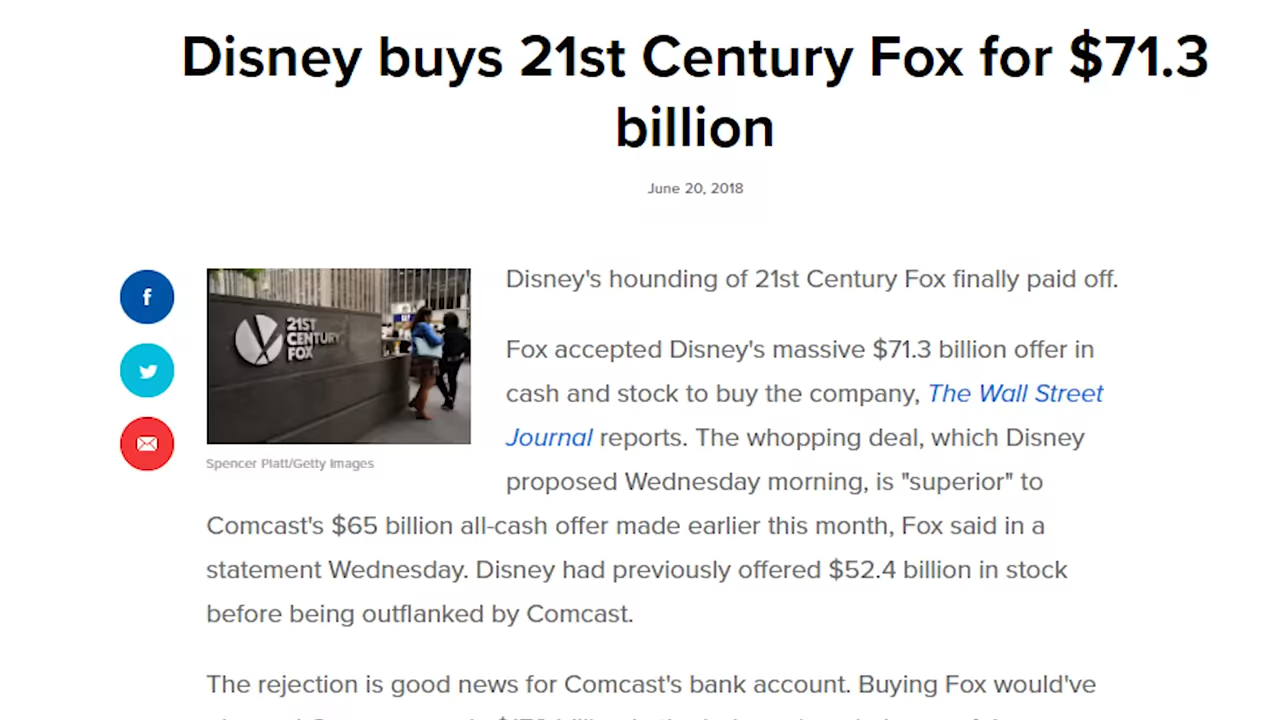 Disney buys 21st Century Fox for $71.3
billion
June 20, 2018
f
21ST
CENTURY
FOX
Spencer Platt/Getty Images
Disney's hounding of 21st Century Fox finally paid off.
Fox accepted Disney's massive $71.3 billion offer in
cash and stock to buy the company, The Wall Street
Journal reports. The whopping deal, which Disney
proposed Wednesday morning, is "superior" to
Comcast's $65 billion all-cash offer made earlier this month, Fox said in a
statement Wednesday. Disney had previously offered $52.4 billion in stock
before being outflanked by Comcast.
The rejection is good news for Comcast's bank account. Buying Fox would've